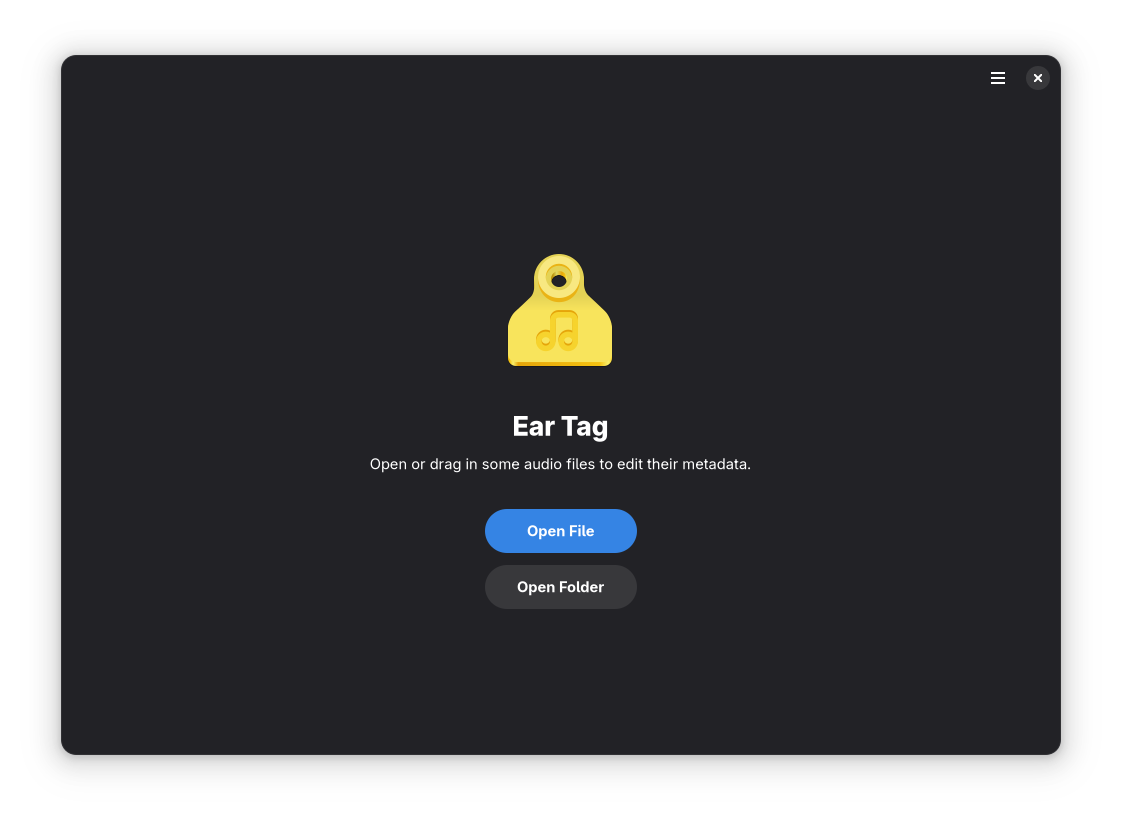 Ear Tag
Open or drag in some audio files to edit their metadata.
Open File
Open Folder